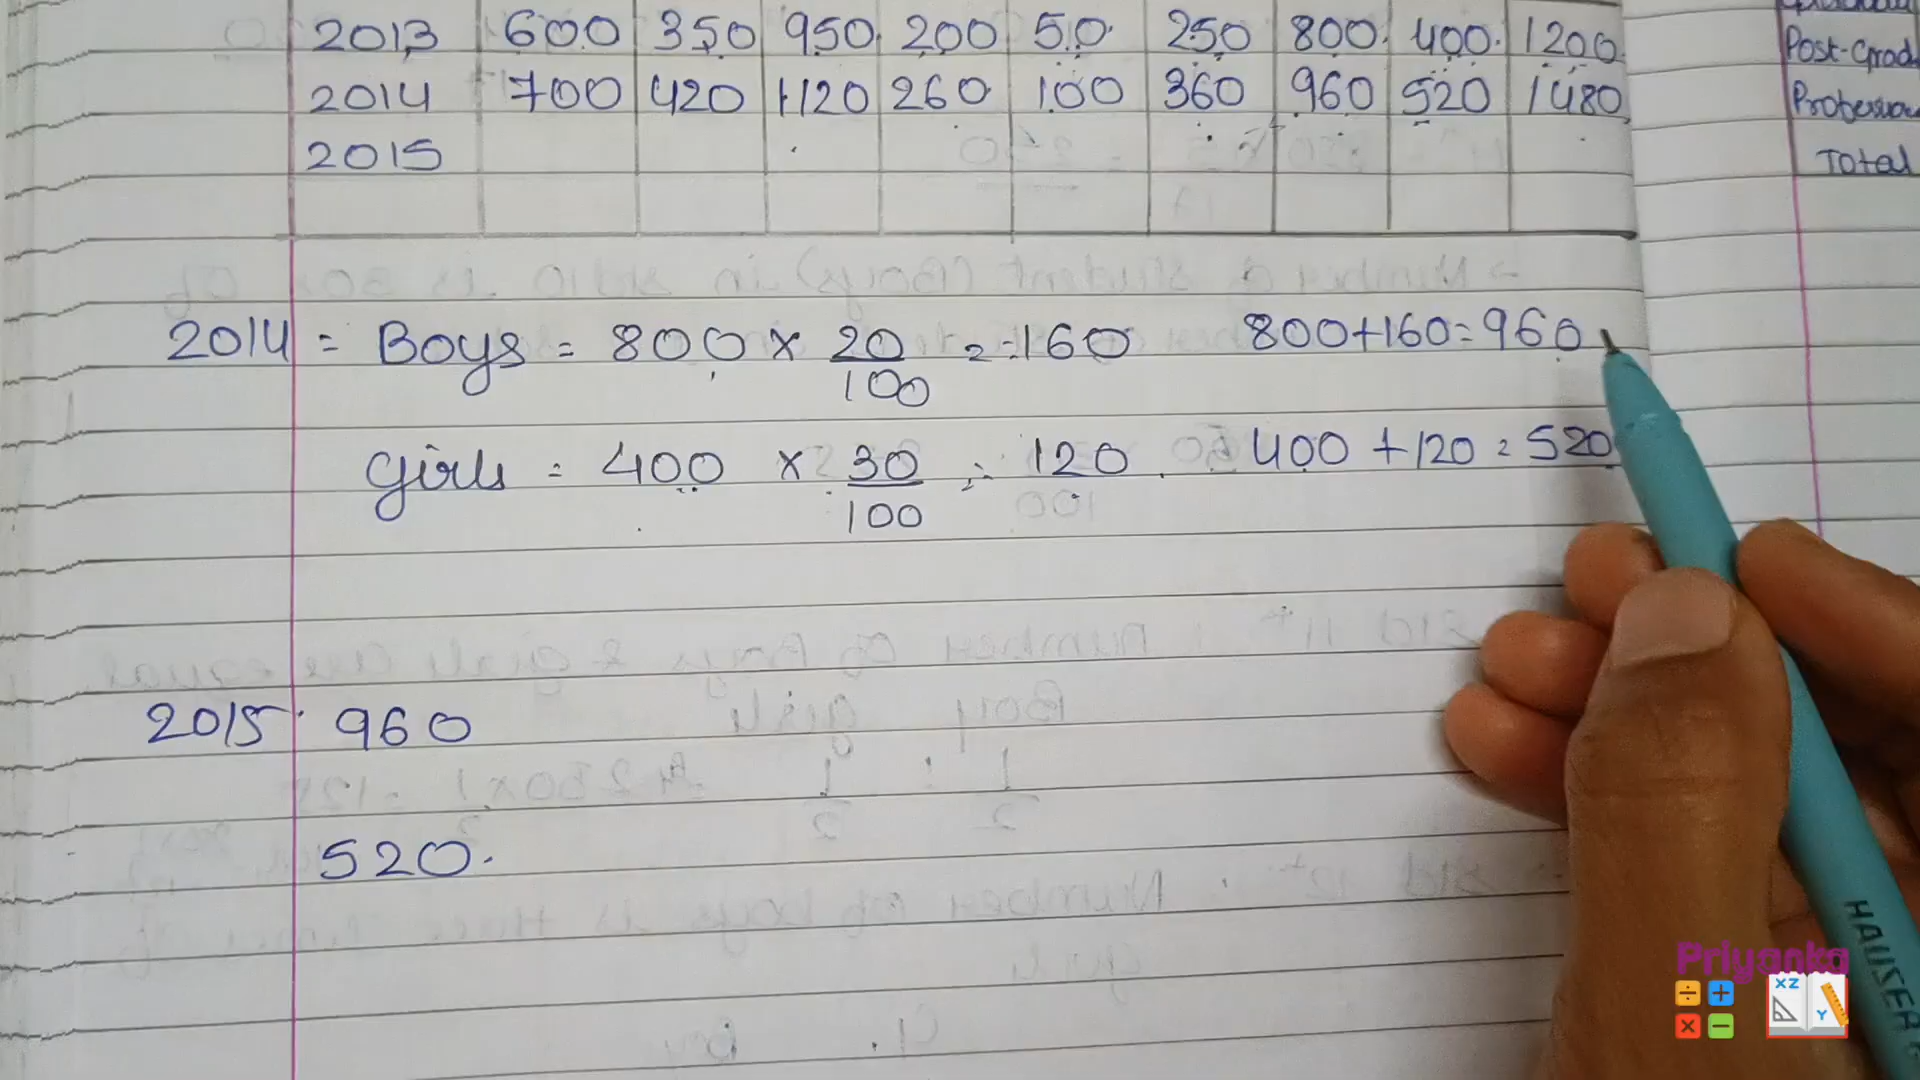 2013 600 350 950 200 50 250 800 400 1200
2014 700 420 1120 260 100 360 960 520 1480
2015
Post-Grad
Total
2014 = Boys = 800 × 20/100 = 160 800+160=960
Girls = 400 × 30/100 = 120 400 + 120 = 520
2015 960
520
HAUSER
Priyanka
XZ
Y